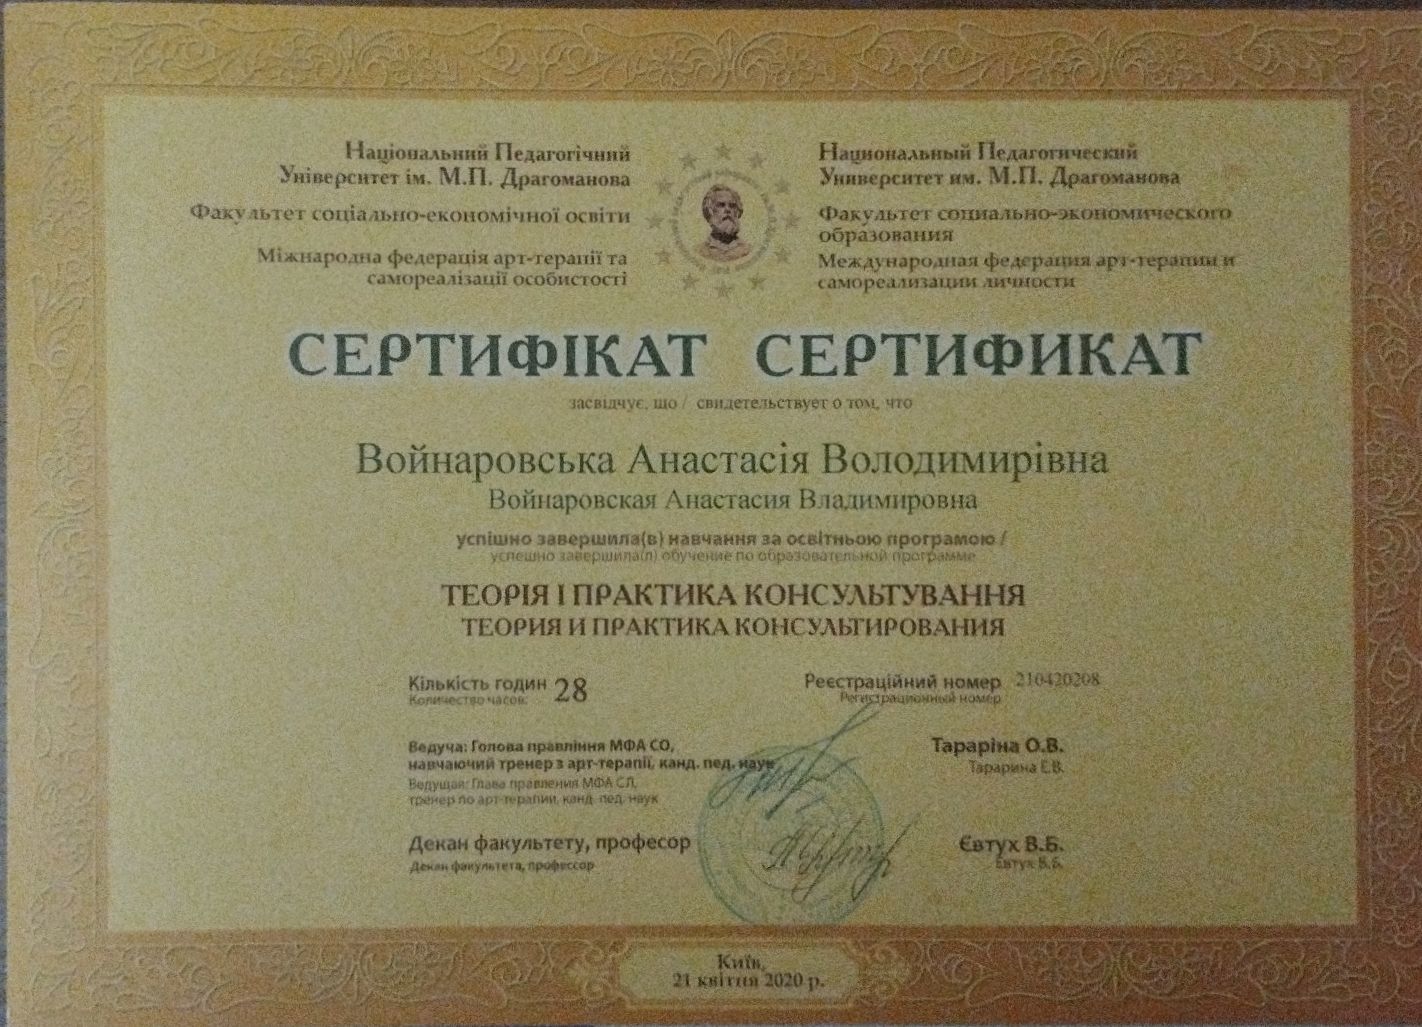 Національний Педагогічний
Університет ім. М.П. Драгоманова
Факультет соціально-економічної освіти
Міжнародна федерація арт-терапії та
самореалізації особистості
Национальный Педагогический
Университет им. М.П. Драгоманова
Факультет социально-экономического
образования
Международная федерация арт-терапии и
самореализации личности
СЕРТИФІКАТ СЕРТИФИКАТ
засвідчує, що / свидетельствует о том, что
Войнаровська Анастасія Володимирівна
Войнаровская Анастасия Владимировна
успішно завершила(в) навчання за освітньою програмою /
успешно завершила(л) обучение по образовательной программе
ТЕОРІЯ І ПРАКТИКА КОНСУЛЬТУВАННЯ
ТЕОРИЯ И ПРАКТИКА КОНСУЛЬТИРОВАНИЯ
Кількість годин 28
Количество часов:
Реєстраційний номер 210420208
Регистрационный номер
Ведуча: Голова правління МФА СО,
навчаючий тренер з арт-терапії, канд. пед. наук
Ведущая: Глава правления МФА СЛ,
тренер по арт-терапии, канд. пед. наук
Тараріна О.В.
Тарарина Е.В.
Декан факультету, професор
Декан факультета, профессор
Євтух В.Б.
Евтух В.Б.
Київ,
21 квітня 2020 р.